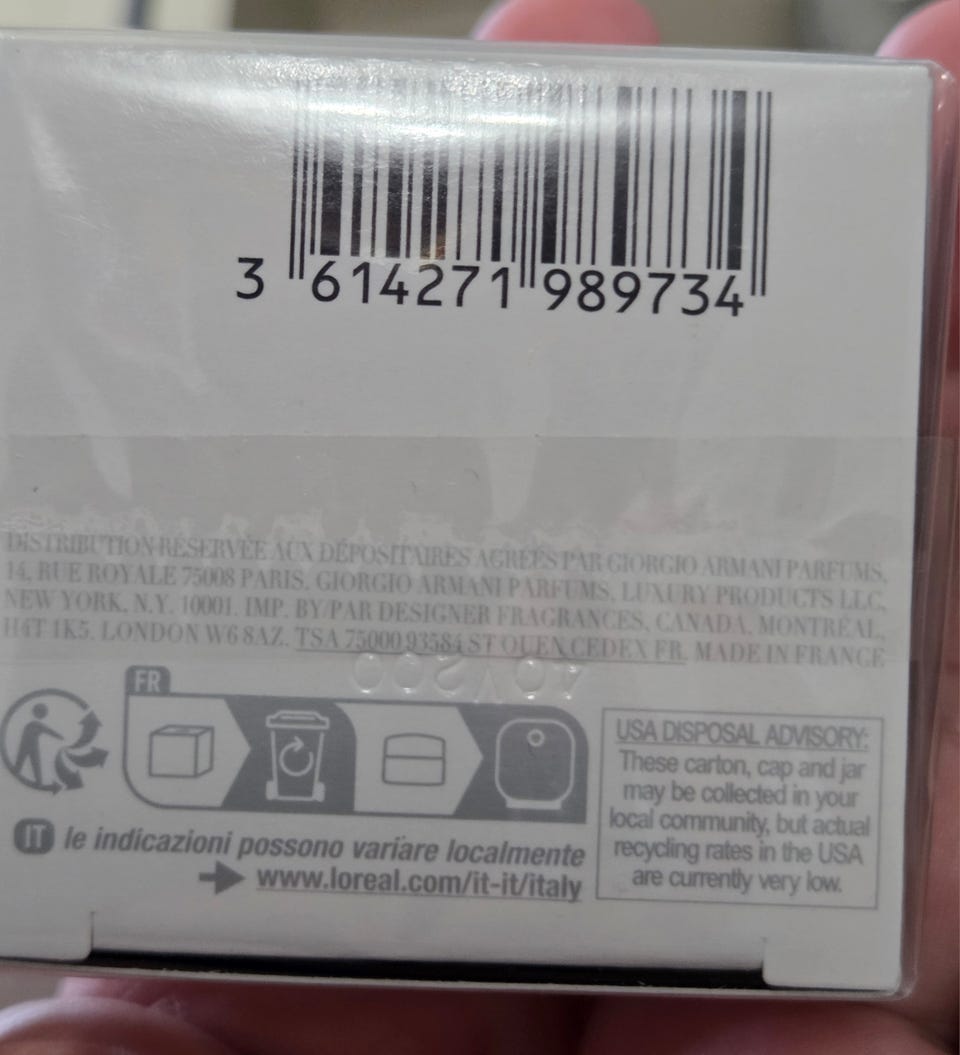 3 614271 989734
DISTRIBUTION RÉSERVÉE AUX DÉPOSITAIRES AGRÉÉS PAR GIORGIO ARMANI PARFUMS,
14, RUE ROYALE 75008 PARIS. GIORGIO ARMANI PARFUMS, LUXURY PRODUCTS LLC,
NEW YORK, N.Y. 10001. IMP. BY/PAR DESIGNER FRAGRANCES, CANADA, MONTRÉAL,
H4T 1K5. LONDON W6 8AZ. TSA 75000 93584 ST OUEN CEDEX FR. MADE IN FRANCE
FR
IT le indicazioni possono variare localmente
www.loreal.com/it-it/italy
USA DISPOSAL ADVISORY:
These carton, cap and jar
may be collected in your
local community, but actual
recycling rates in the USA
are currently very low.